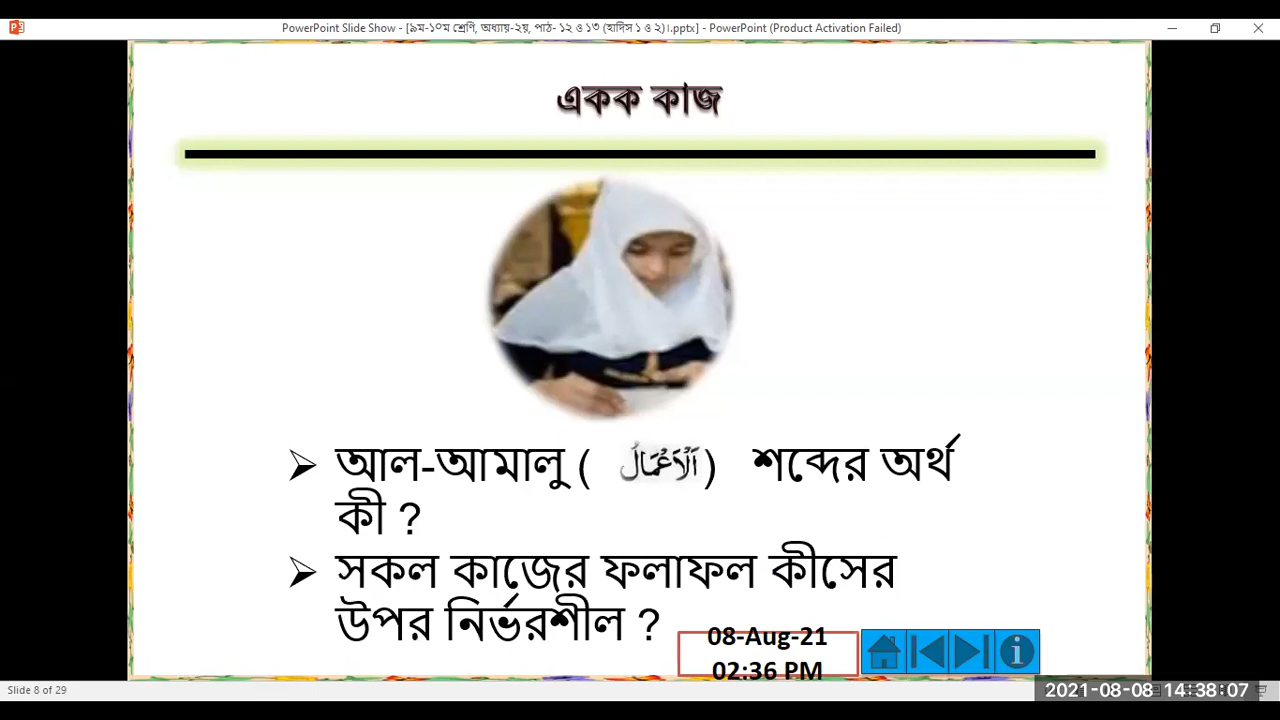 PowerPoint Slide Show - [৯ম-১০ম শ্রেণি, অধ্যায়-২য়, পাঠ- ১২ ও ১৩ (হাদিস ১ ও ২)।.pptx] - PowerPoint (Product Activation Failed)
একক কাজ
➢ আল-আমালু ( اَلْاَعْمَالُ ) শব্দের অর্থ
কী ?
➢ সকল কাজের ফলাফল কীসের
উপর নির্ভরশীল ?
08-Aug-21
02:36 PM
Slide 8 of 29
2021-08-08 14:38:07